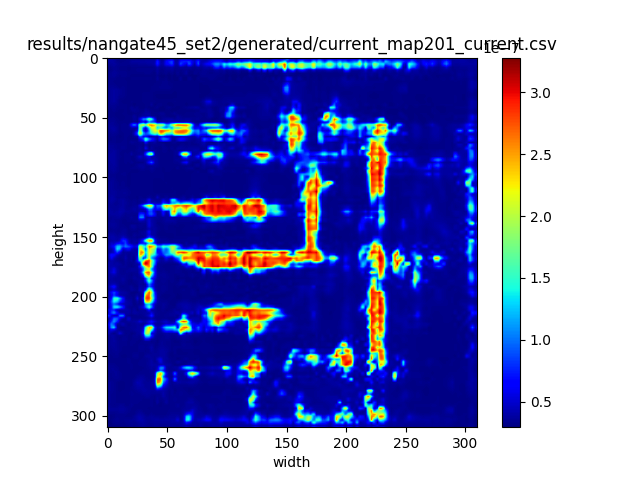 results/nangate45_set2/generated/current_map201_current.csv
1e−7
0
50
100
150
200
250
300
height
0 50 100 150 200 250 300
width
3.0
2.5
2.0
1.5
1.0
0.5